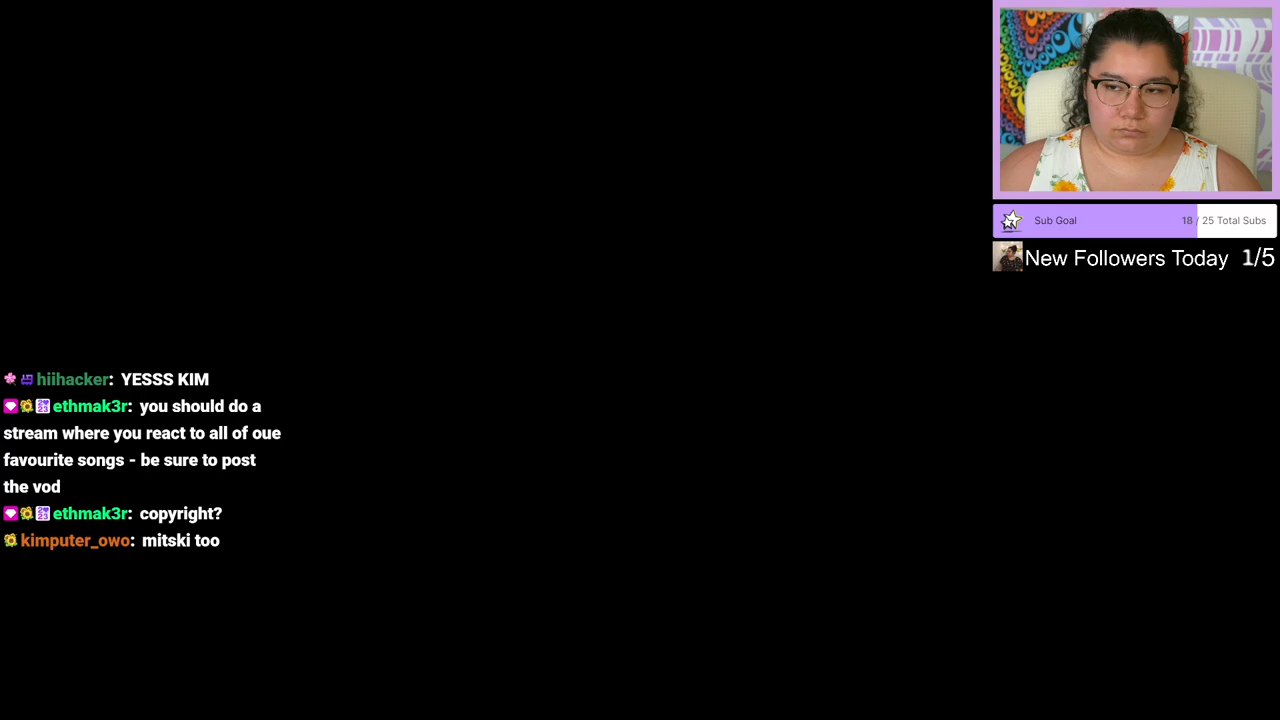 Sub Goal 18 / 25 Total Subs
New Followers Today 1/5
hiihacker: YESSS KIM
ethmak3r: you should do a
stream where you react to all of oue
favourite songs - be sure to post
the vod
ethmak3r: copyright?
kimputer_owo: mitski too